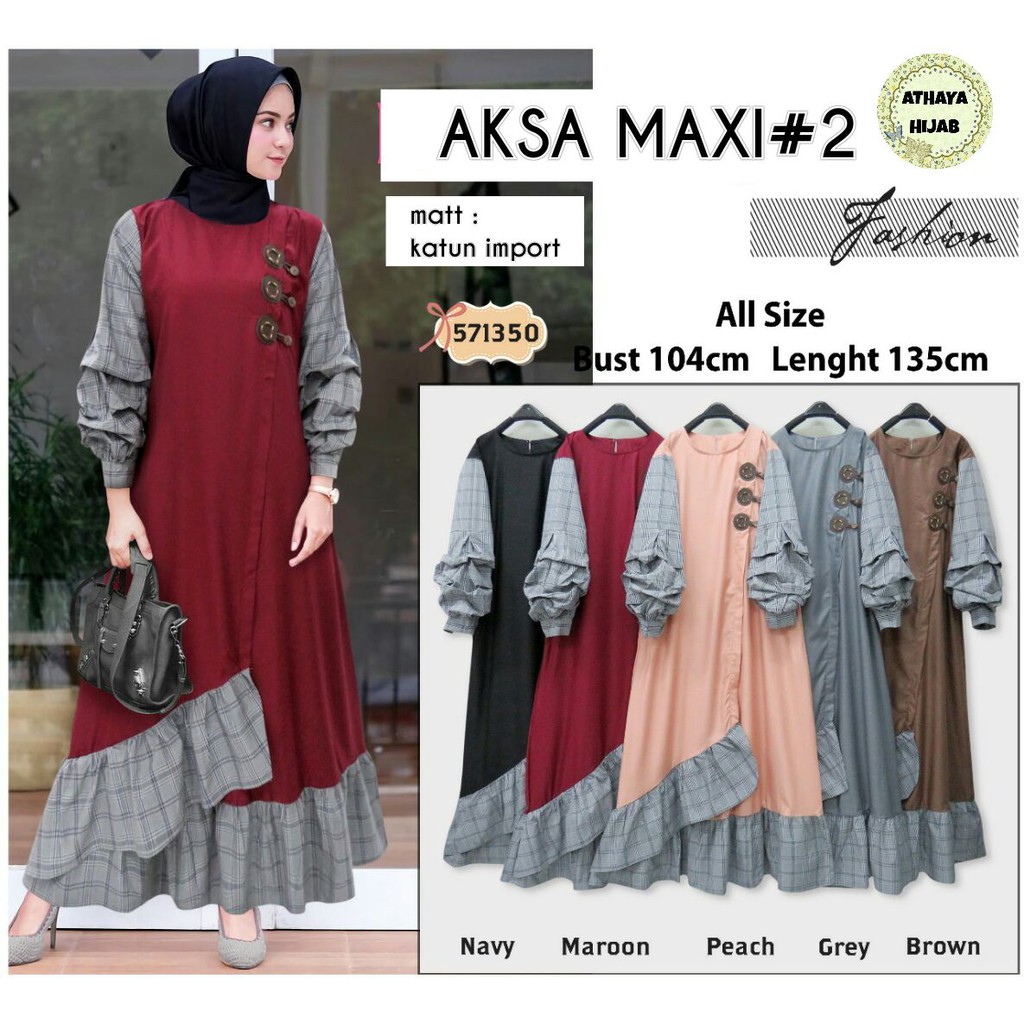 AKSA MAXI#2
ATHAYA
HIJAB
matt :
katun import
Fashion
571350
All Size
Bust 104cm Lenght 135cm
Navy Maroon Peach Grey Brown